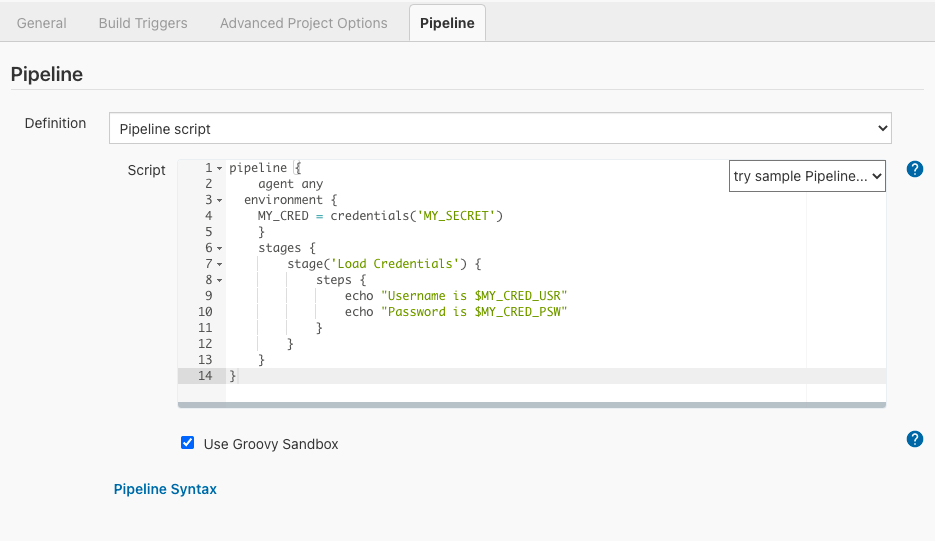 General Build Triggers Advanced Project Options Pipeline
Pipeline
Definition Pipeline script
Script
try sample Pipeline...
?
1 pipeline {
2     agent any
3   environment {
4     MY_CRED = credentials('MY_SECRET')
5     }
6     stages {
7         stage('Load Credentials') {
8             steps {
9                 echo "Username is $MY_CRED_USR"
10                 echo "Password is $MY_CRED_PSW"
11             }
12         }
13     }
14 }
Use Groovy Sandbox ?
Pipeline Syntax